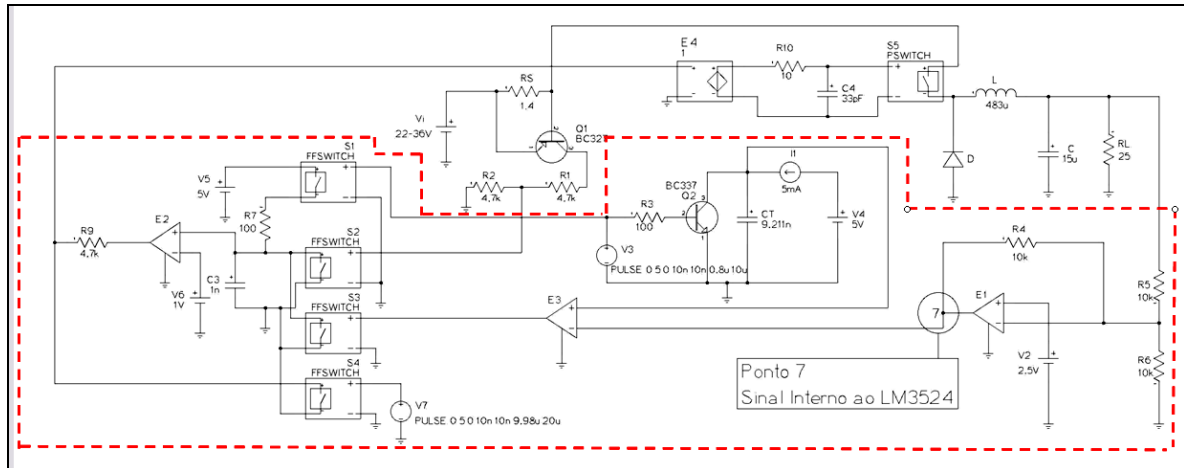 E4
1
R10
10
S5
PSWITCH
C4
33pF
L
483u
RS
1,4
Vi
22-36V
Q1
BC327
D
C
15u
RL
25
S1
FFSWITCH
V5
5V
R2
4,7k
R1
4,7k
BC337
Q2
I1
5mA
E2
R7
100
R3
100
CT
9.211n
V4
5V
R9
4,7k
S2
FFSWITCH
V3
PULSE 0 5 0 10n 10n 0,8u 10u
R4
10k
C3
1n
V6
1V
S3
FFSWITCH
E3
7
E1
R5
10k
V2
2.5V
R6
10k
S4
FFSWITCH
V7
PULSE 0 5 0 10n 10n 9.98u 20u
Ponto 7
Sinal Interno ao LM3524